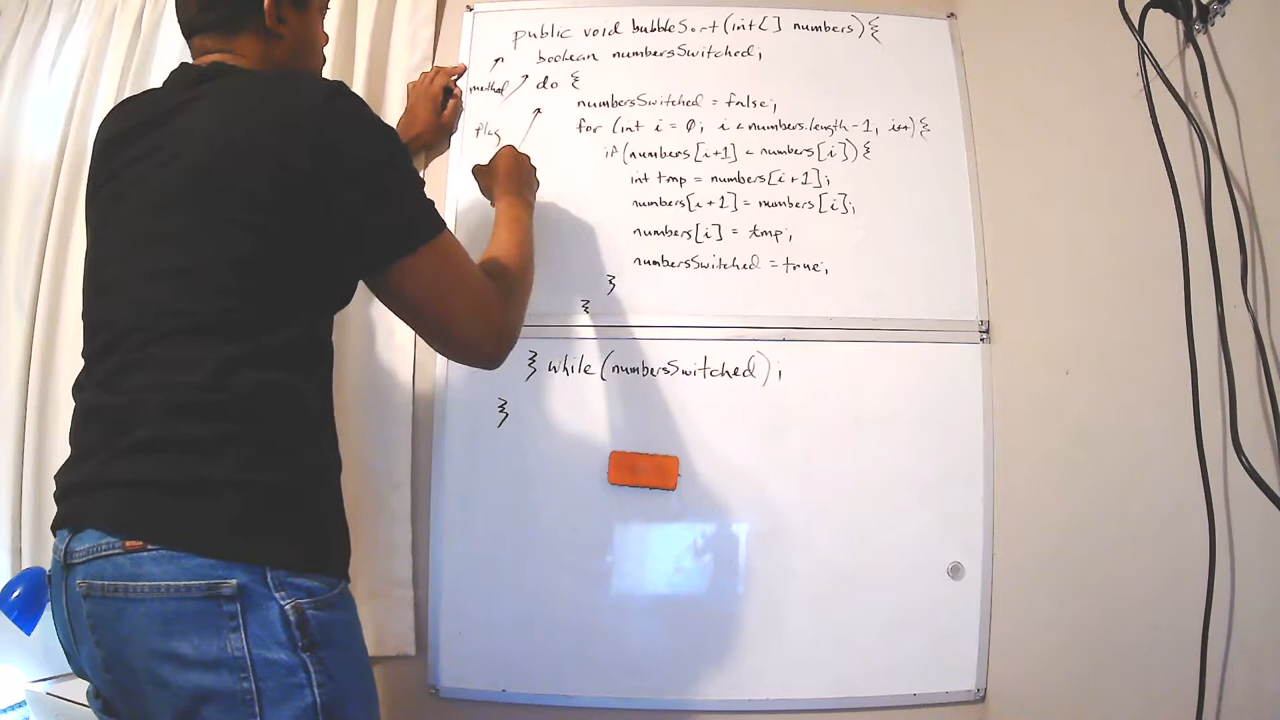 public void bubbleSort(int[] numbers){
boolean numbersSwitched;
method do {
numbersSwitched = false;
flag for (int i = 0; i < numbers.length-1; i++){
if(numbers[i+1] < numbers[i]){
int tmp = numbers[i+1];
numbers[i+1] = numbers[i];
numbers[i] = tmp;
numbersSwitched = true;
}
}
} while(numbersSwitched);
}